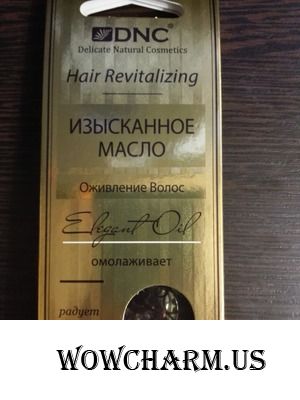 DNC®
Delicate Natural Cosmetics
Hair Revitalizing
ИЗЫСКАННОЕ
МАСЛО
Оживление Волос
Elegant Oil
омолаживает
радует
WOWCHARM.US